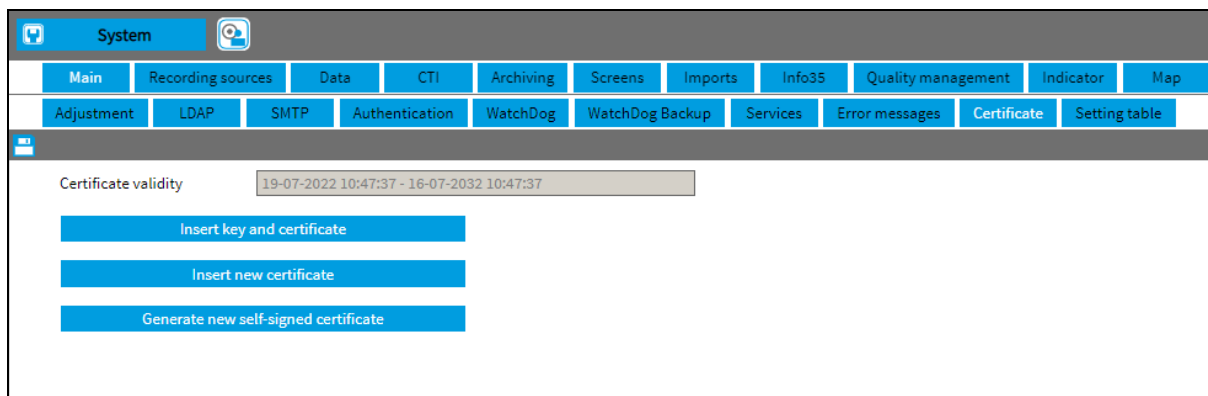 System
Main Recording sources Data CTI Archiving Screens Imports Info35 Quality management Indicator Map
Adjustment LDAP SMTP Authentication WatchDog WatchDog Backup Services Error messages Certificate Setting table
Certificate validity 19-07-2022 10:47:37 - 16-07-2032 10:47:37
Insert key and certificate
Insert new certificate
Generate new self-signed certificate